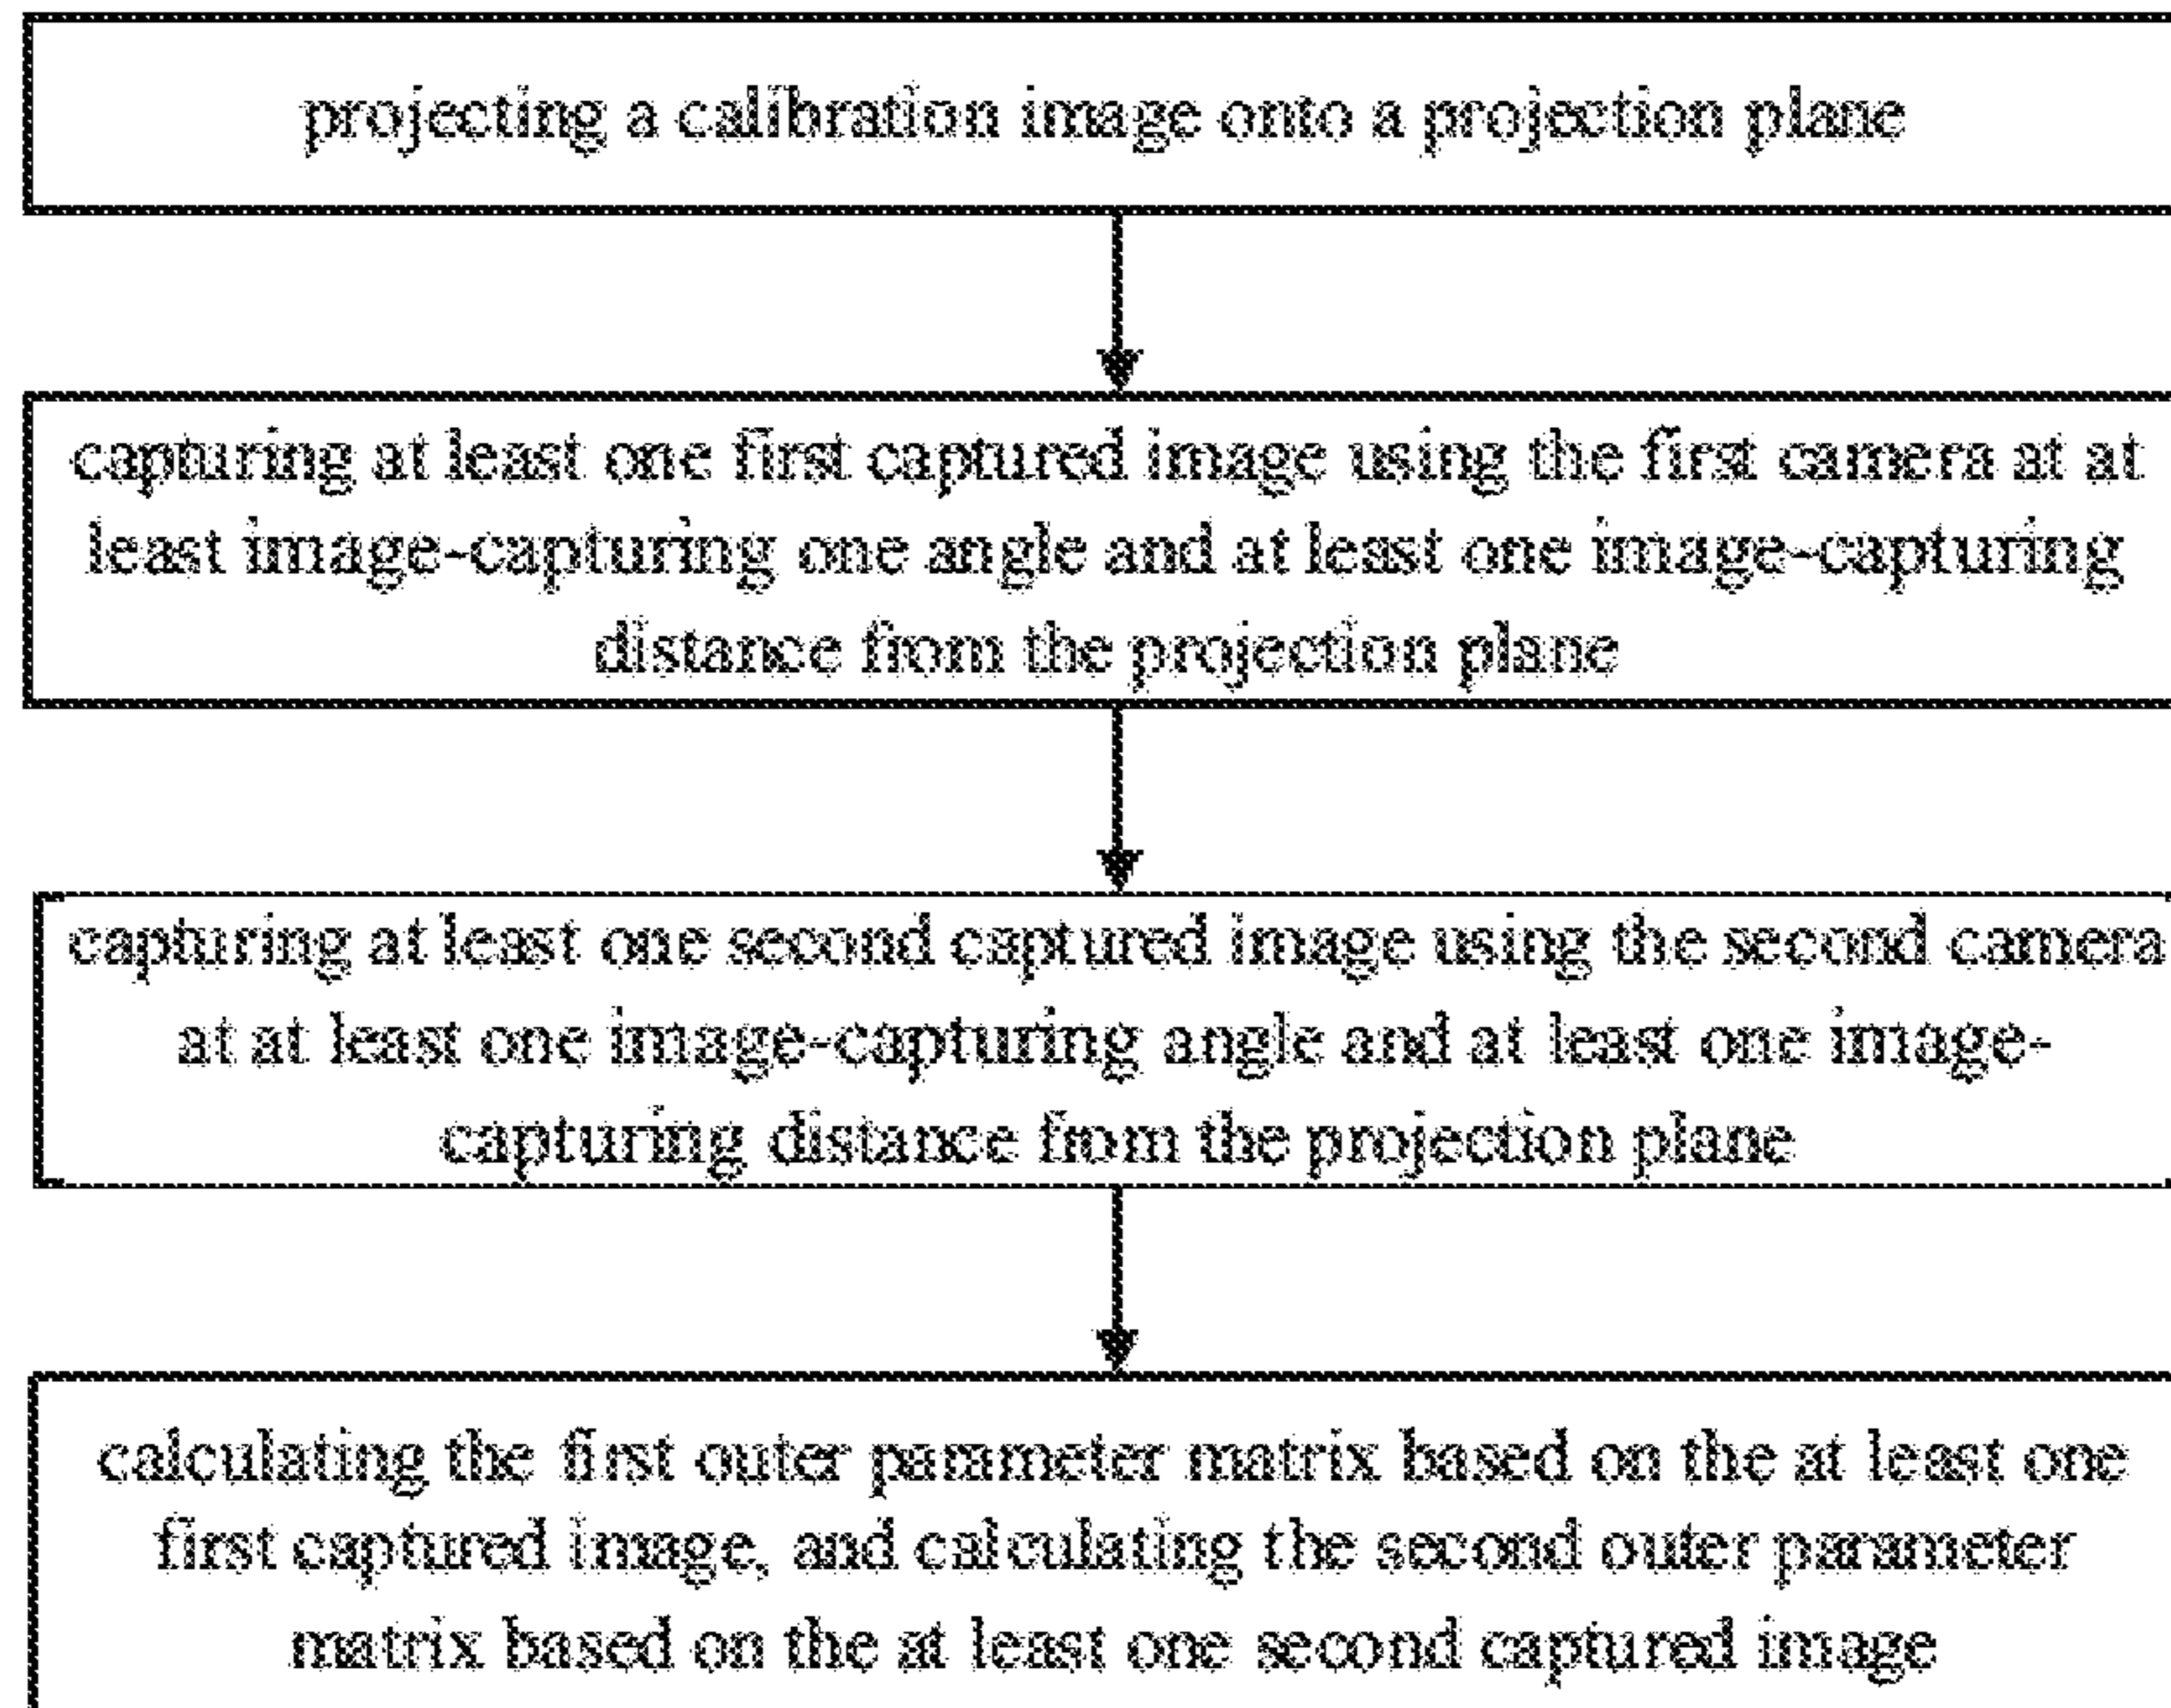 projecting a calibration image onto a projection plane
capturing at least one first captured image using the first camera at at
least image-capturing one angle and at least one image-capturing
distance from the projection plane
capturing at least one second captured image using the second camera
at at least one image-capturing angle and at least one image-
capturing distance from the projection plane
calculating the first outer parameter matrix based on the at least one
first captured image, and calculating the second outer parameter
matrix based on the at least one second captured image